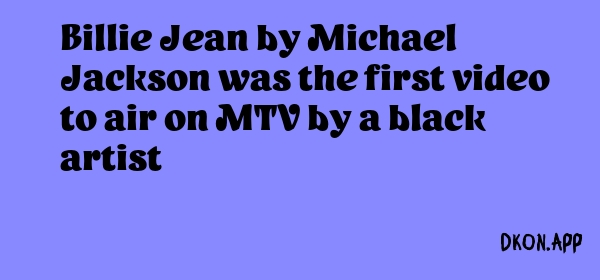 Billie Jean by Michael
Jackson was the first video
to air on MTV by a black
artist
DKON.APP